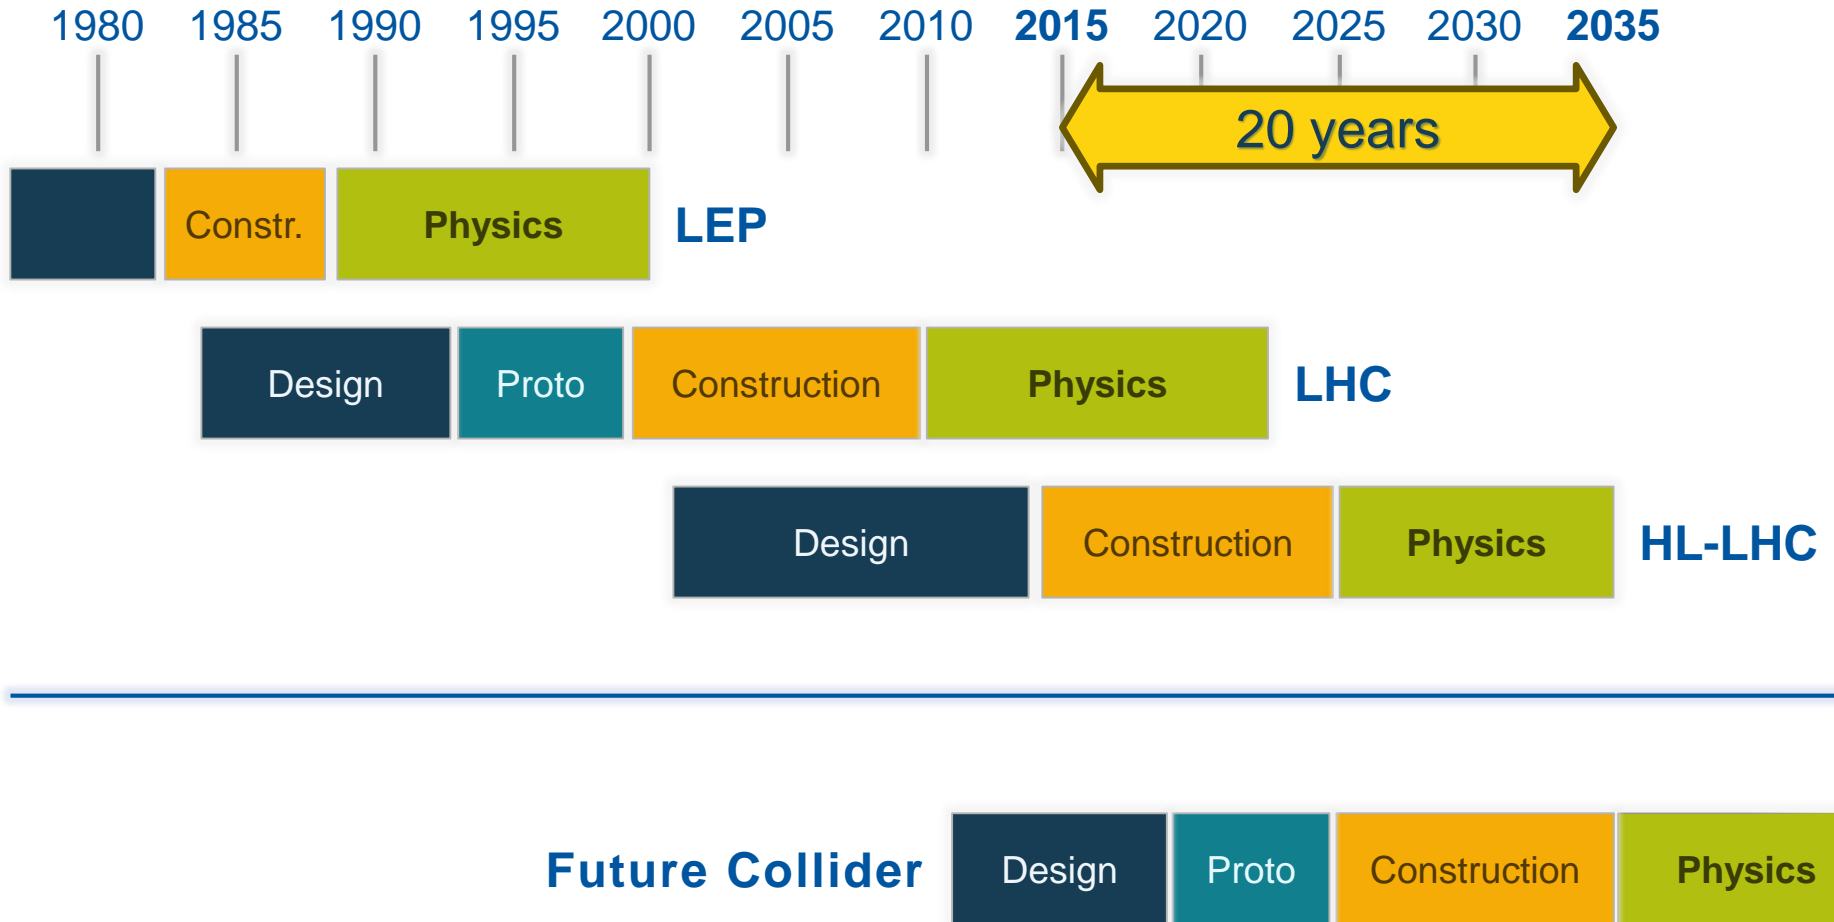 1980 1985 1990 1995 2000 2005 2010 2015 2020 2025 2030 2035
20 years
Constr. Physics LEP
Design Proto Construction Physics LHC
Design Construction Physics HL-LHC
Future Collider Design Proto Construction Physics